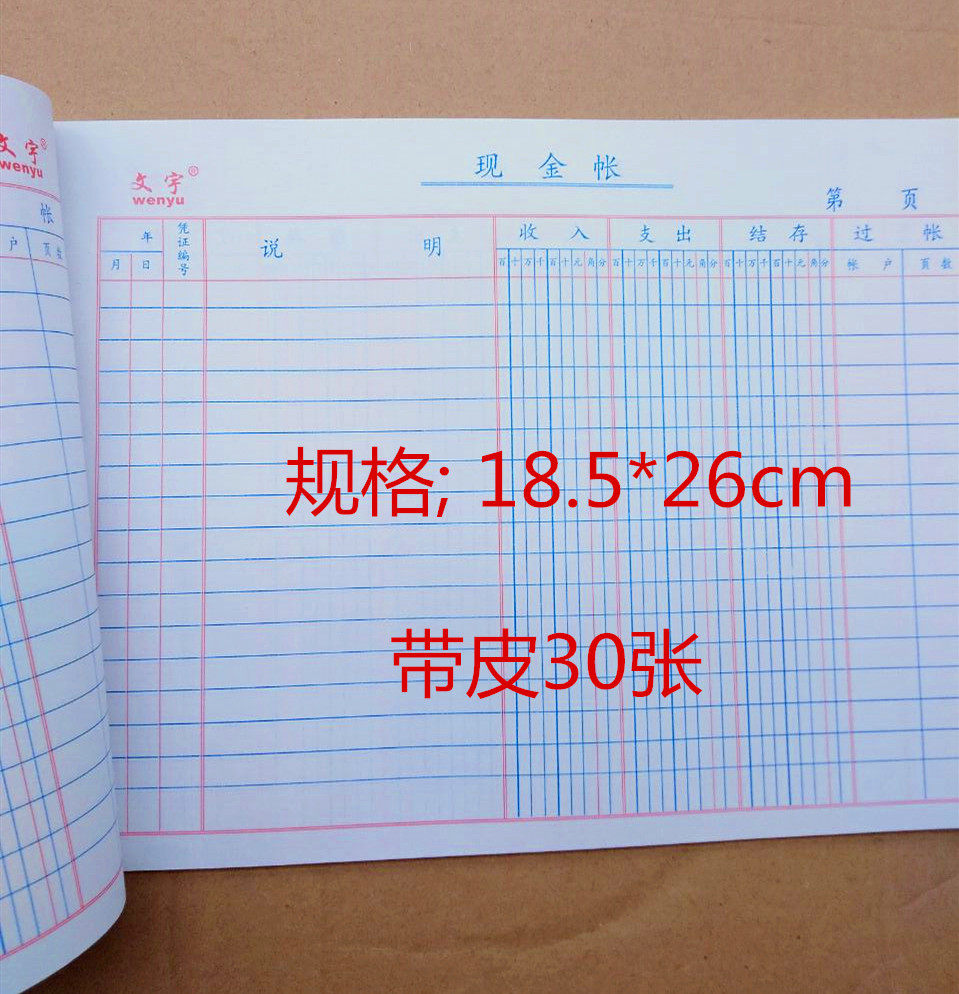 文宇®
wenyu
帐
户 页数
现金帐
文宇®
wenyu
第 页
年 凭证编号 说明 收入 支出 结存 过帐
月 日 百十万千百十元角分 百十万千百十元角分 百十万千百十元角分 帐户 页数
规格; 18.5*26cm
带皮30张